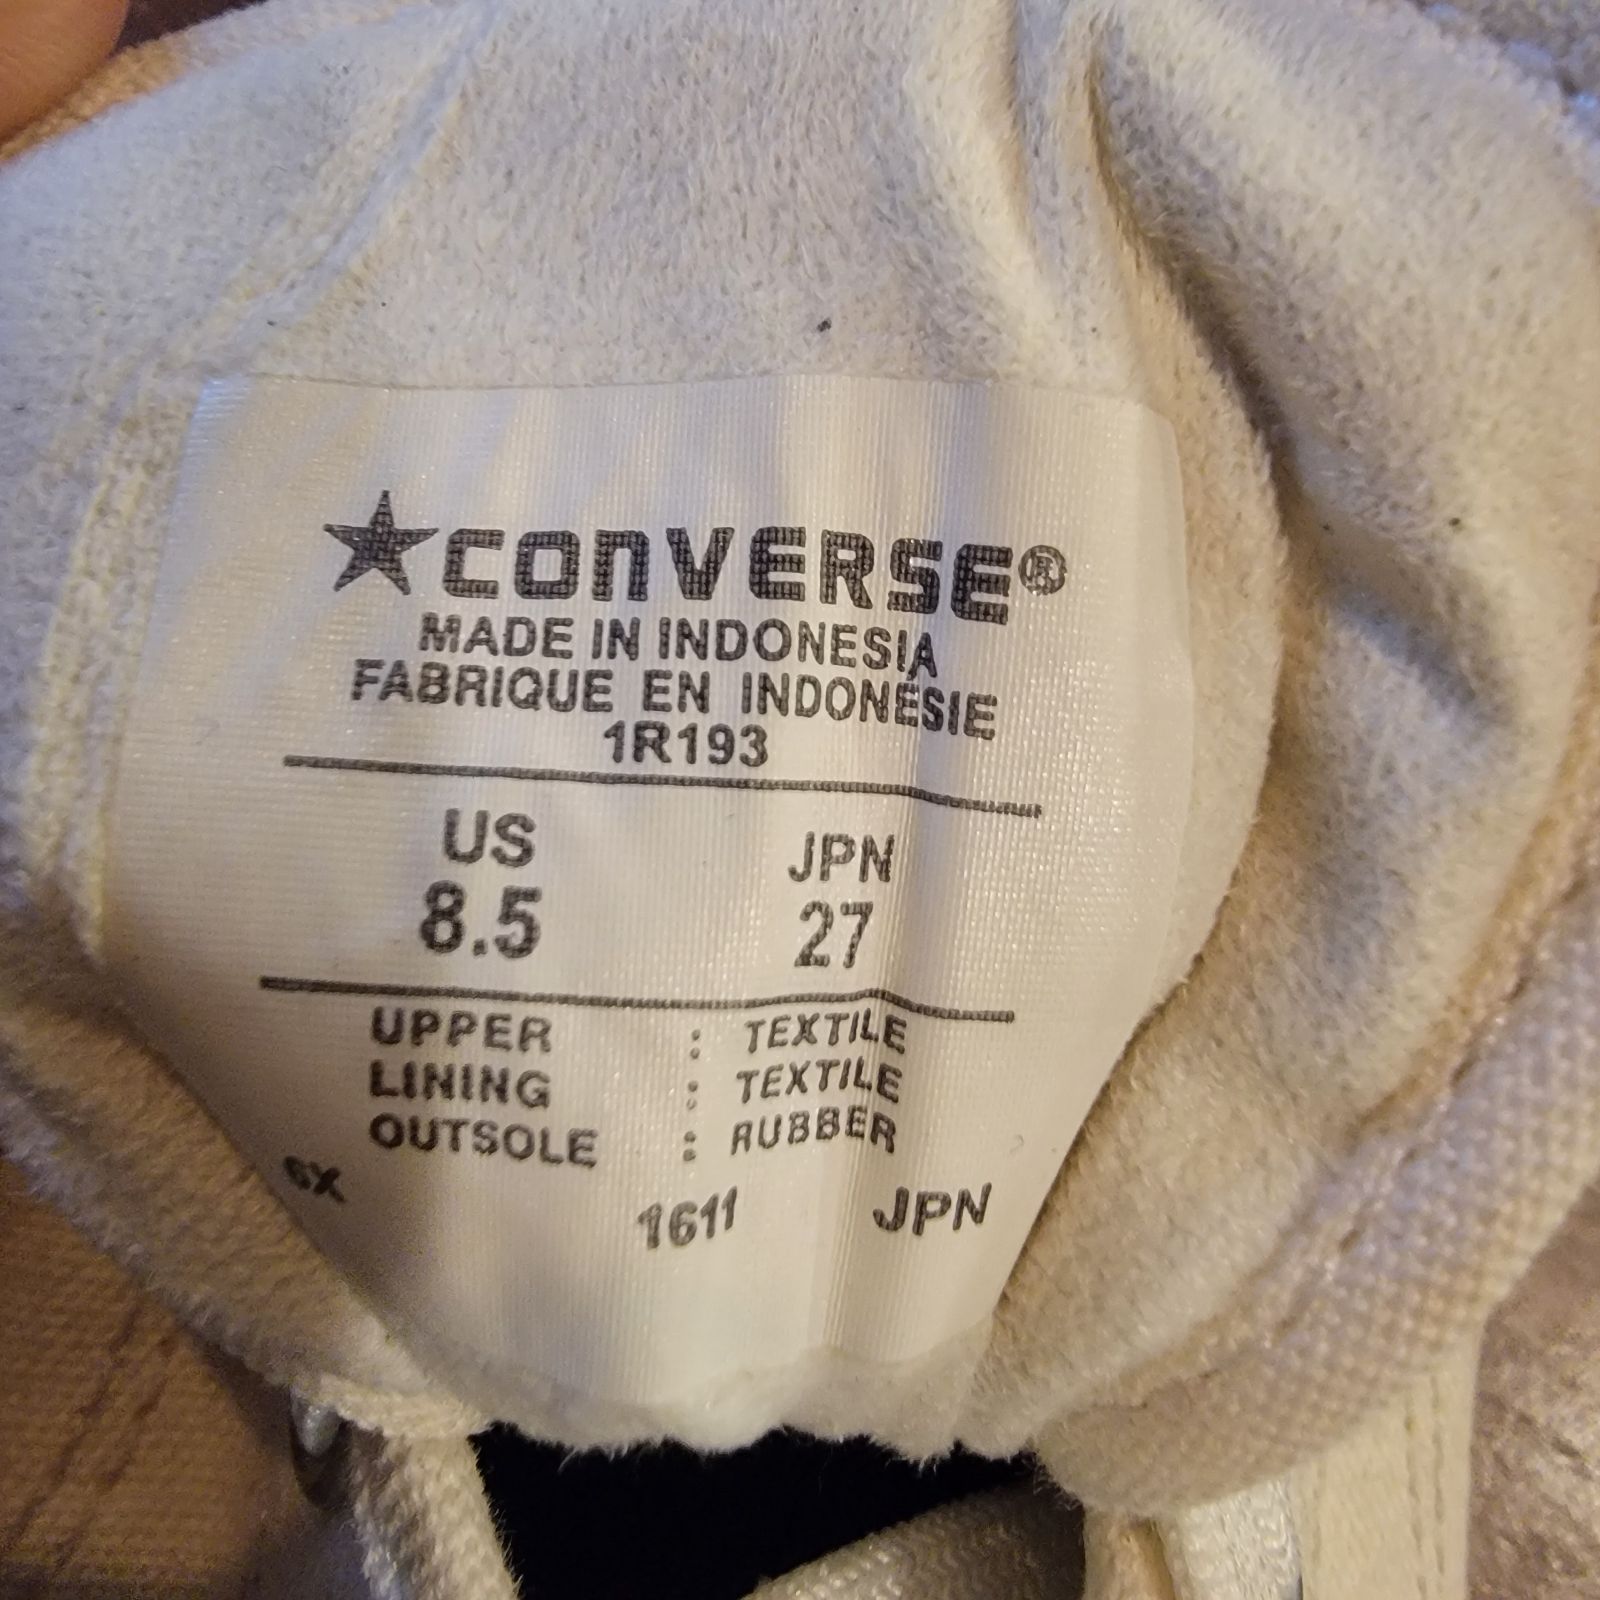 ★CONVERSE®
MADE IN INDONESIA
FABRIQUE EN INDONÉSIE
1R193
US JPN
8.5 27
UPPER : TEXTILE
LINING : TEXTILE
OUTSOLE : RUBBER
6X 1611 JPN